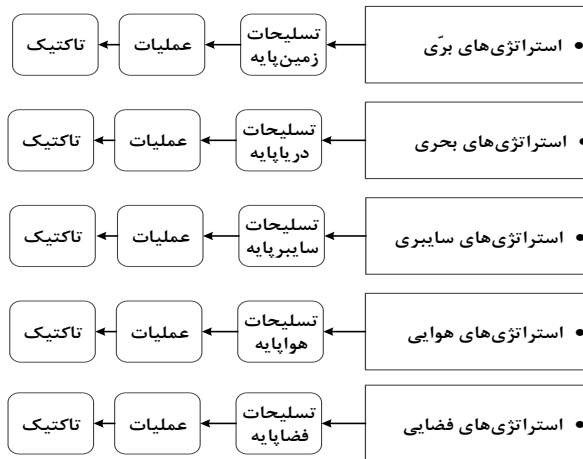 • استراتژی‌های برّی
تسلیحات
زمین‌پایه
عملیات
تاکتیک
• استراتژی‌های بحری
تسلیحات
دریاپایه
عملیات
تاکتیک
• استراتژی‌های سایبری
تسلیحات
سایبرپایه
عملیات
تاکتیک
• استراتژی‌های هوایی
تسلیحات
هواپایه
عملیات
تاکتیک
• استراتژی‌های فضایی
تسلیحات
فضاپایه
عملیات
تاکتیک